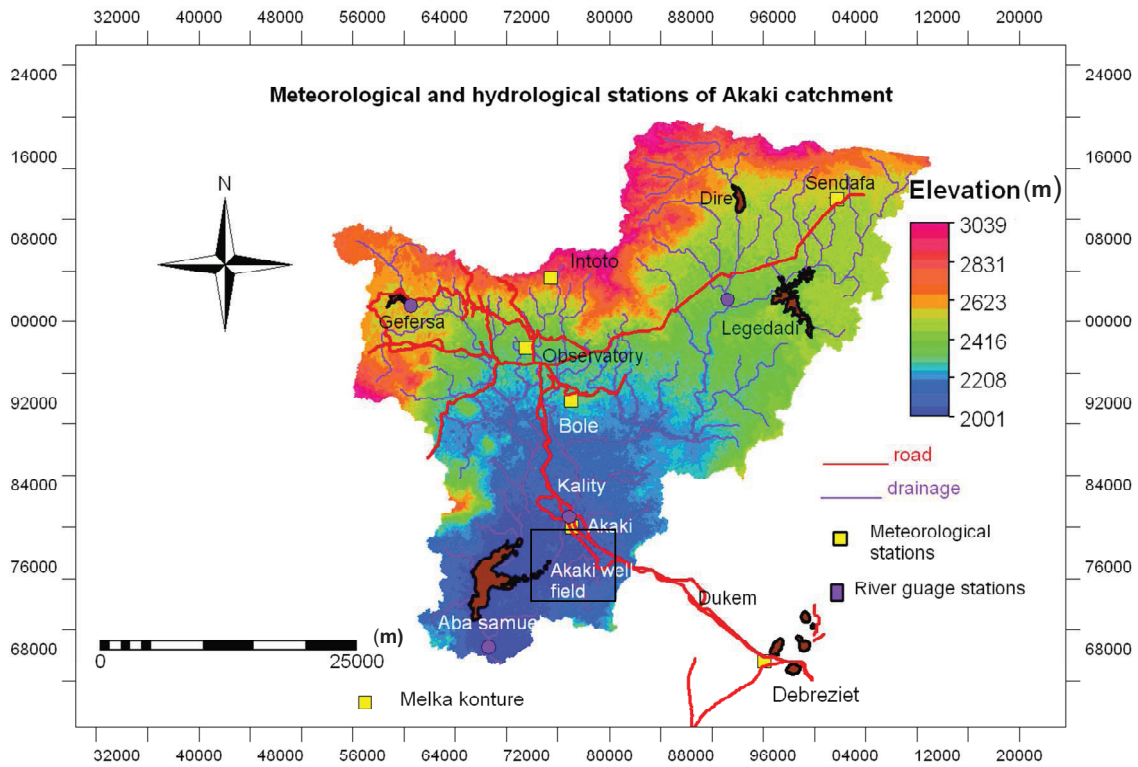 32000 40000 48000 56000 64000 72000 80000 88000 96000 04000 12000 20000
24000 24000
Meteorological and hydrological stations of Akaki catchment
16000 16000
N
Dire
Sendafa
Elevation (m)
3039
2831
2623
2416
2208
2001
08000 08000
Intoto
Gefersa
Legedadi
00000 00000
Observatory
92000 92000
Bole
road
84000 84000
Kality
drainage
Akaki
Meteorological
stations
76000 76000
Akaki wel
field
River guage stations
Dukem
Aba samuel
68000 68000
(m)
0 25000
Debreziet
Melka konture
32000 40000 48000 56000 64000 72000 80000 88000 96000 04000 12000 20000